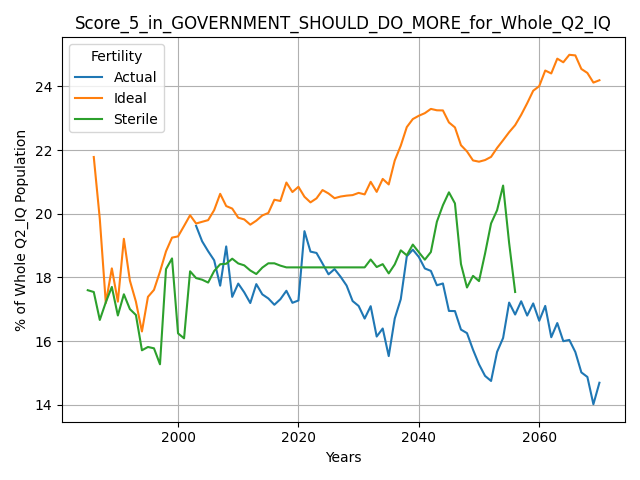 Score_5_in_GOVERNMENT_SHOULD_DO_MORE_for_Whole_Q2_IQ
Fertility
Actual
Ideal
Sterile
% of Whole Q2_IQ Population
24
22
20
18
16
14
2000
2020
2040
2060
Years